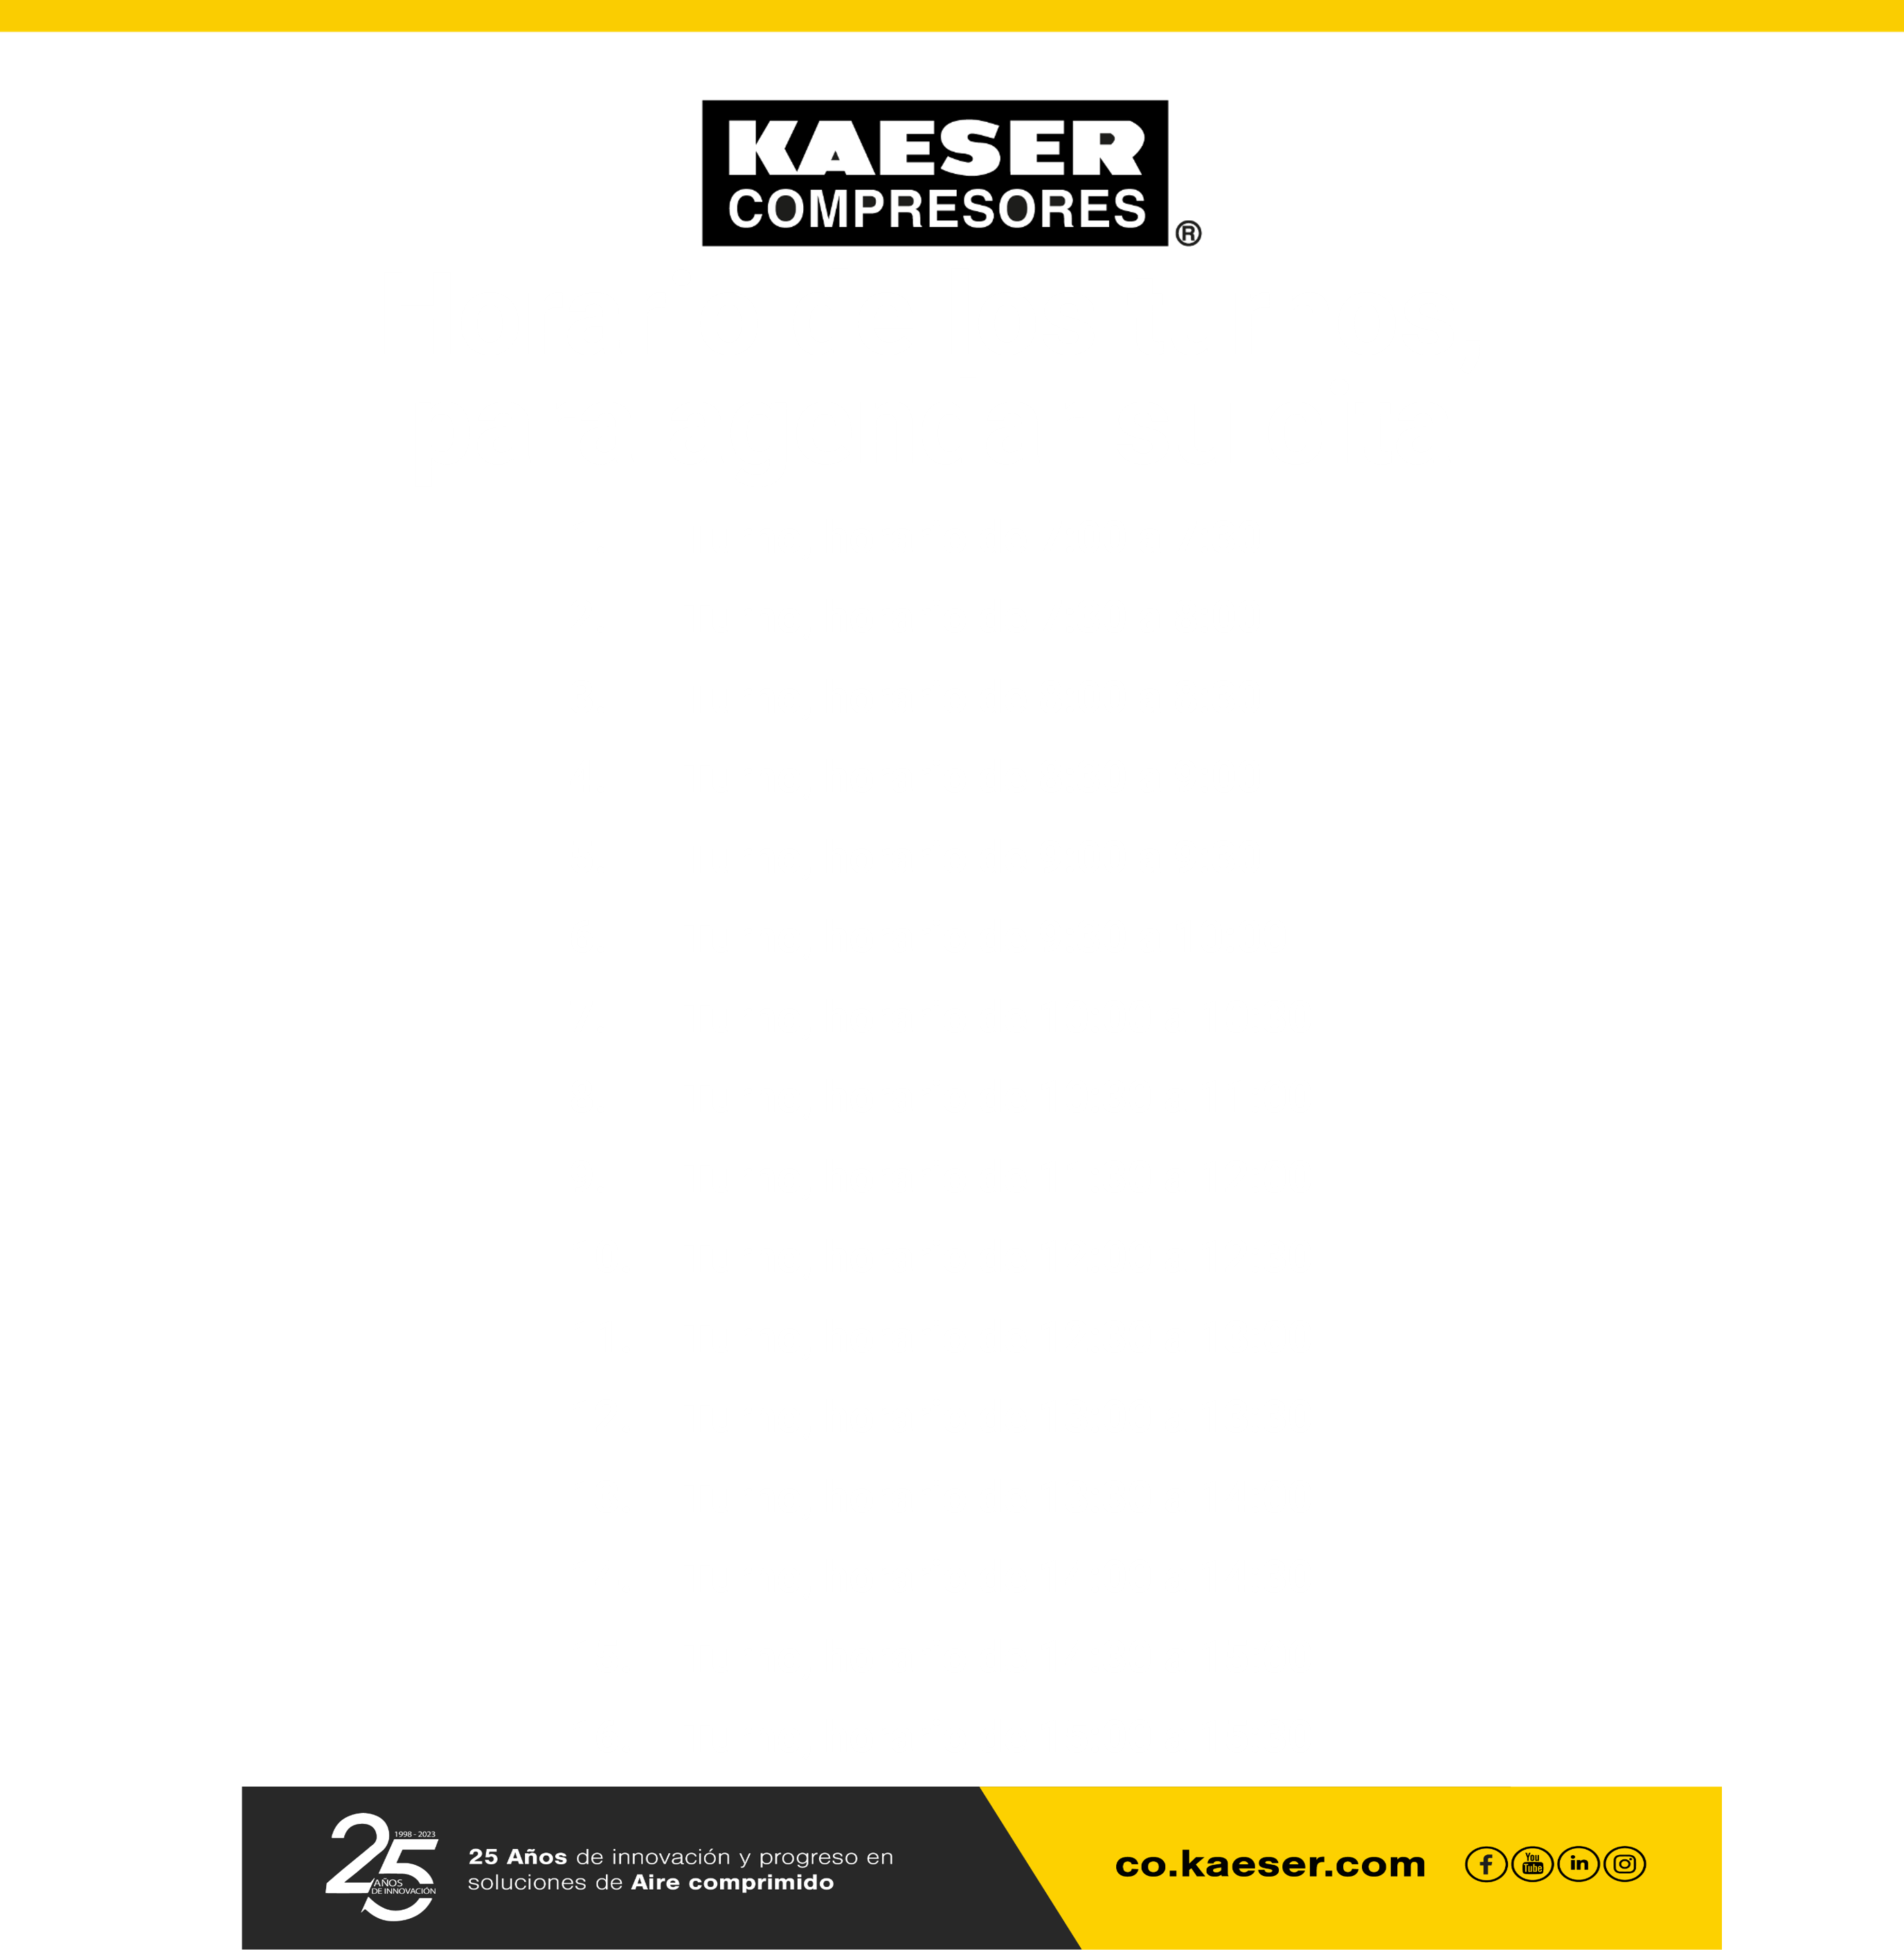 KAESER
COMPRESORES
®
1998 - 2023
25
AÑOS
DE INNOVACIÓN
25 Años de innovación y progreso en
soluciones de Aire comprimido
co.kaeser.com
f
You
Tube
in